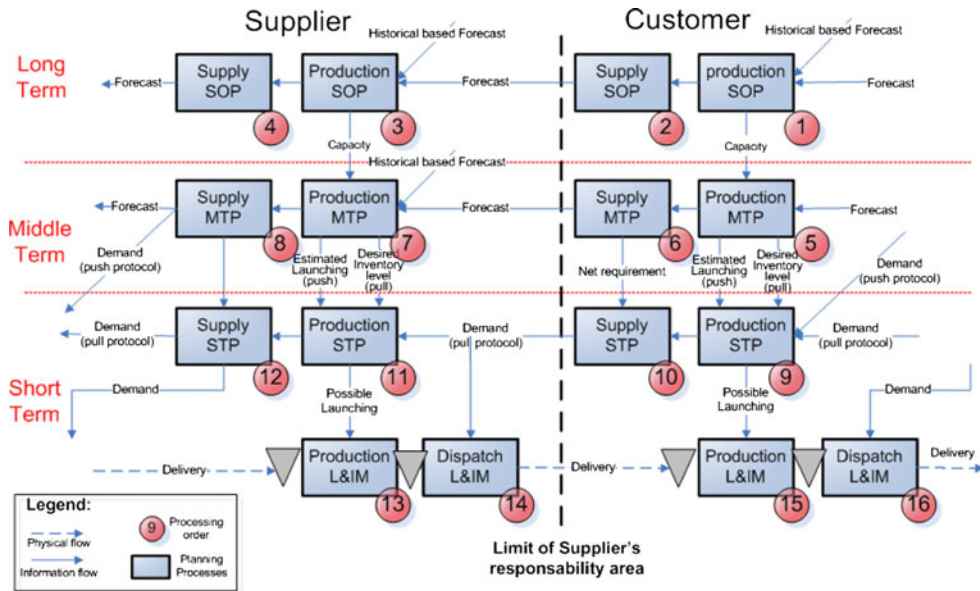 Supplier
Customer
Historical based Forecast
Historical based Forecast
Long
Term
Forecast
Supply
SOP
4
Production
SOP
3
Forecast
Supply
SOP
2
production
SOP
1
Forecast
Capacity
Capacity
Historical based Forecast
Middle
Term
Forecast
Supply
MTP
8
Production
MTP
7
Forecast
Supply
MTP
6
Production
MTP
5
Forecast
Demand
(push protocol)
Estimated
Launching
(push)
Desired
Inventory
level
(pull)
Net requirement
Estimated
Launching
(push)
Desired
Inventory
level
(pull)
Demand
(push protocol)
Demand
(pull protocol)
Supply
STP
12
Production
STP
11
Demand
(pull protocol)
Supply
STP
10
Production
STP
9
Demand
(pull protocol)
Short
Term
Demand
Possible
Launching
Possible
Launching
Demand
Delivery
Production
L&IM
13
Dispatch
L&IM
14
Delivery
Production
L&IM
15
Dispatch
L&IM
16
Delivery
Legend:
Physical flow
Information flow
9
Processing
order
Planning
Processes
Limit of Supplier's
responsability area